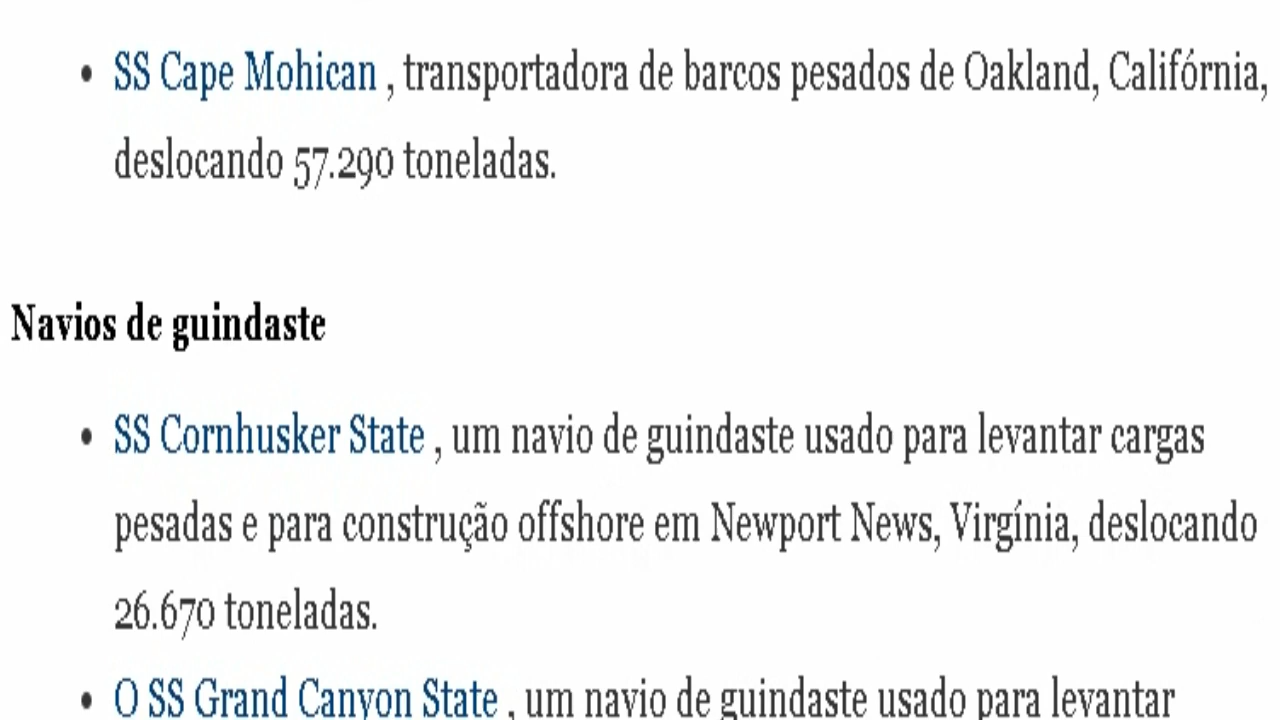 • SS Cape Mohican , transportadora de barcos pesados de Oakland, Califórnia,
deslocando 57.290 toneladas.
Navios de guindaste
• SS Cornhusker State , um navio de guindaste usado para levantar cargas
pesadas e para construção offshore em Newport News, Virgínia, deslocando
26.670 toneladas.
• O SS Grand Canyon State , um navio de guindaste usado para levantar